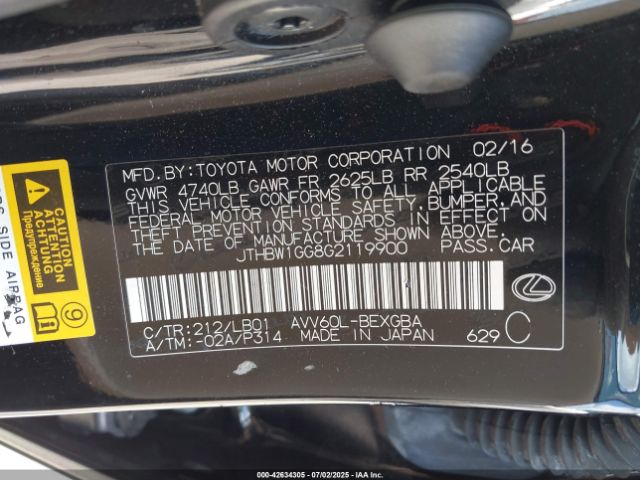 MFD.BY:TOYOTA MOTOR CORPORATION 02/16
GVWR 4740LB GAWR FR 2625LB RR 2540LB
THIS VEHICLE CONFORMS TO ALL APPLICABLE
FEDERAL MOTOR VEHICLE SAFETY,BUMPER,AND
THEFT PREVENTION STANDARDS IN EFFECT ON
THE DATE OF MANUFACTURE SHOWN ABOVE.
JTHBW1GG8G2119900 PASS.CAR
C/TR:212/LB01 AVV60L-BEXGBA
A/TM:-02A/P314 MADE IN JAPAN 629 C
CAUTION
ATTENTION
Предупреждение
9
SIDE AIRBAG
00-42634305 - 07/02/2025 - IAA Inc.